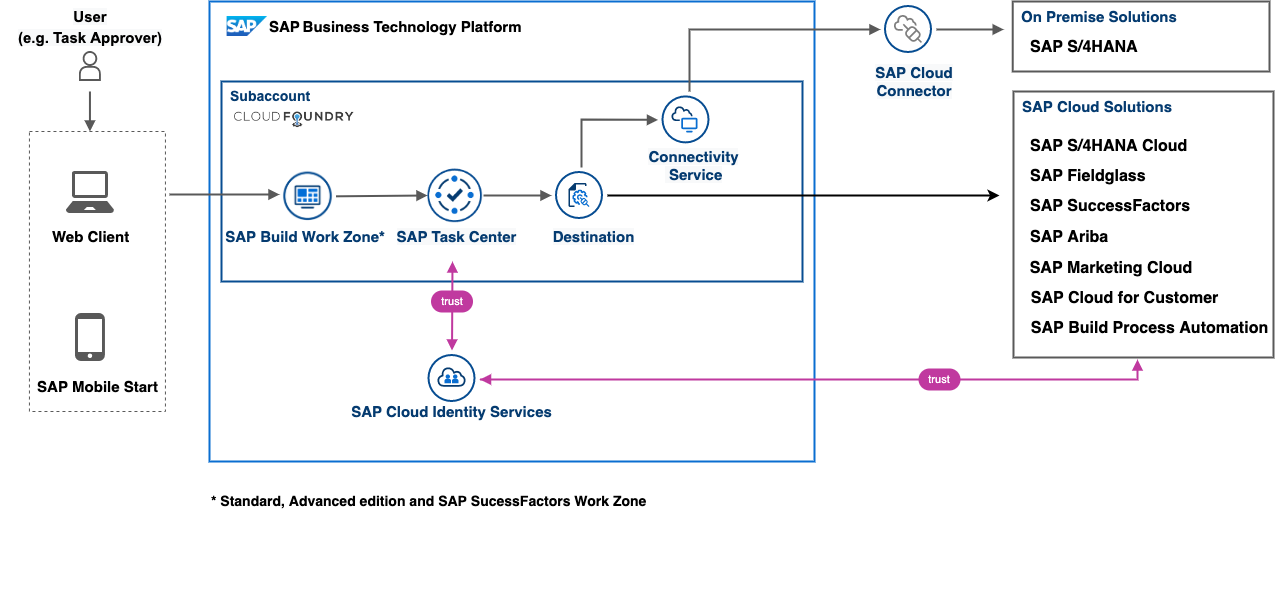 User
(e.g. Task Approver)
SAP
SAP Business Technology Platform
Subaccount
CLOUD FOUNDRY
Web Client
SAP Mobile Start
SAP Build Work Zone*
SAP Task Center
Destination
Connectivity
Service
SAP Cloud
Connector
On Premise Solutions
SAP S/4HANA
SAP Cloud Solutions
SAP S/4HANA Cloud
SAP Fieldglass
SAP SuccessFactors
SAP Ariba
SAP Marketing Cloud
SAP Cloud for Customer
SAP Build Process Automation
trust
trust
SAP Cloud Identity Services
* Standard, Advanced edition and SAP SucessFactors Work Zone